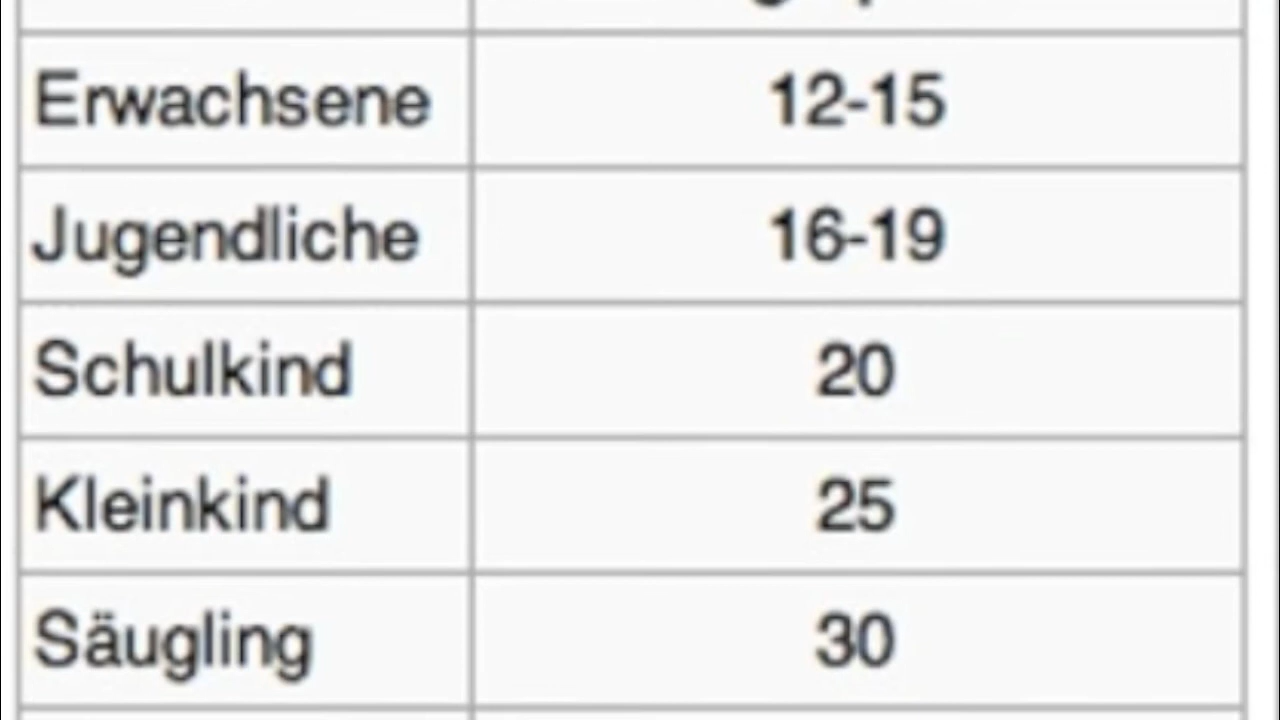 Erwachsene 12-15
Jugendliche 16-19
Schulkind 20
Kleinkind 25
Säugling 30